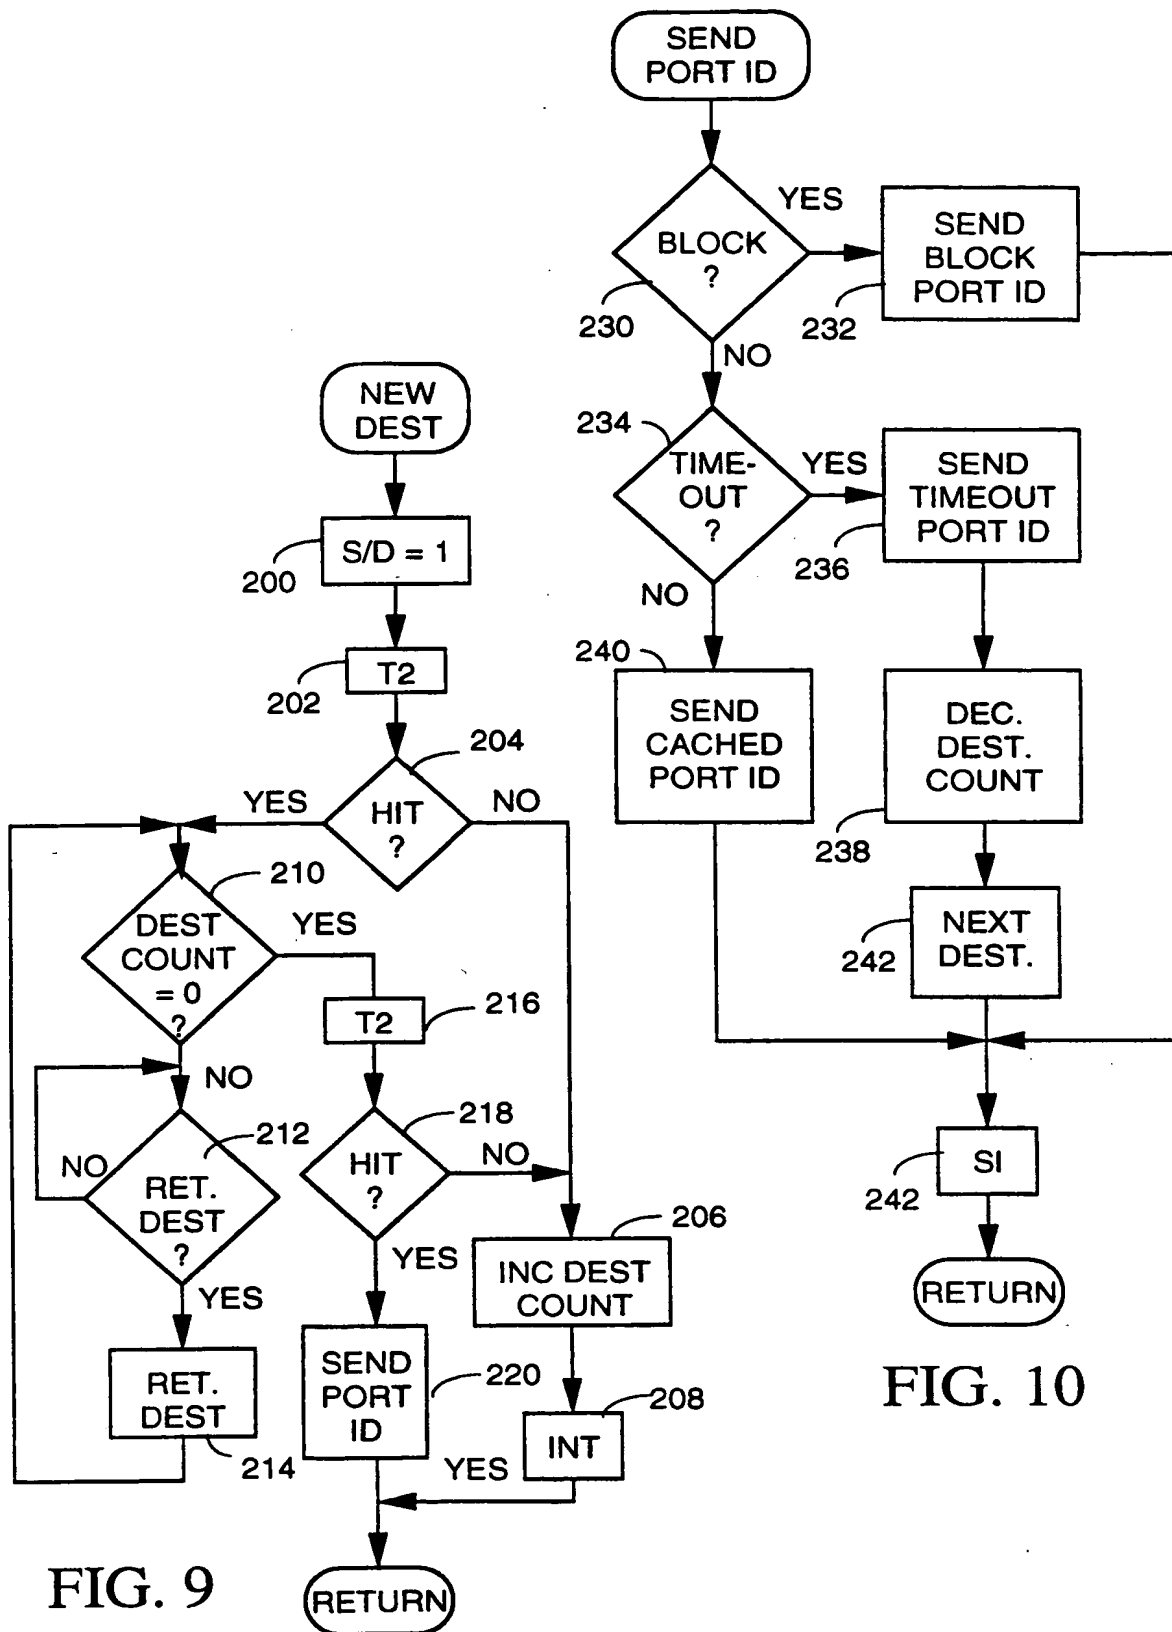 SEND
PORT ID
BLOCK
?
YES
230
SEND
BLOCK
PORT ID
232
NO
234
TIME-
OUT
?
YES
SEND
TIMEOUT
PORT ID
236
NO
240
SEND
CACHED
PORT ID
DEC.
DEST.
COUNT
238
NEXT
DEST.
242
SI
242
RETURN
FIG. 10
NEW
DEST
S/D = 1
200
T2
202
204
HIT
?
YES
NO
210
DEST
COUNT
= 0
?
YES
NO
T2
216
212
RET.
DEST
?
NO
YES
218
HIT
?
NO
YES
206
INC DEST
COUNT
RET.
DEST
214
SEND
PORT
ID
220
208
INT
YES
RETURN
FIG. 9